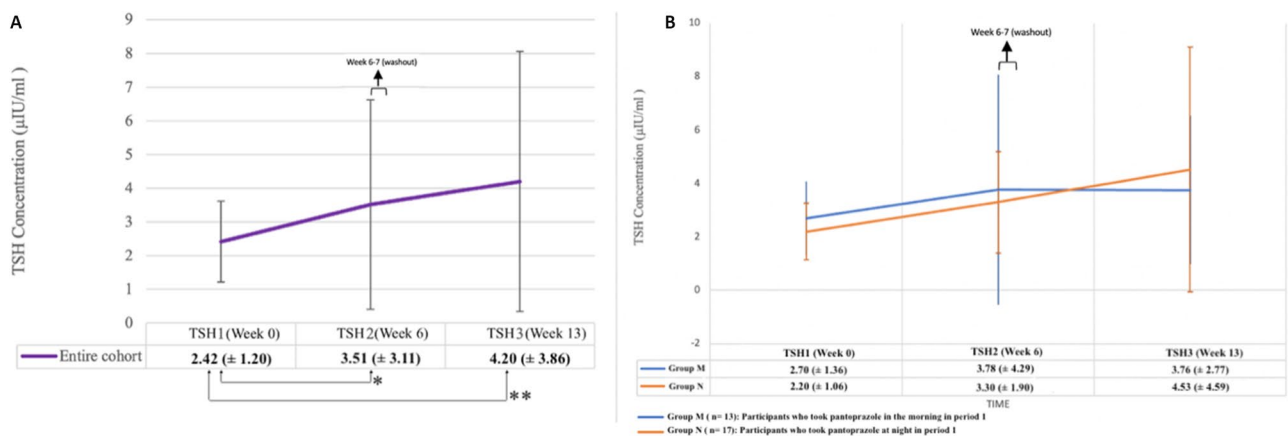 A
TSH Concentration (μIU/ml)
9
8
7
6
5
4
3
2
1
0
Week 6-7 (washout)
TSH1 (Week 0) TSH2 (Week 6) TSH3 (Week 13)
Entire cohort 2.42 (± 1.20) 3.51 (± 3.11) 4.20 (± 3.86)
*
**
B
TSH Concentration (μIU/ml)
10
8
6
4
2
0
-2
Week 6-7 (washout)
TSH1 (Week 0) TSH2 (Week 6) TSH3 (Week 13)
Group M 2.70 (± 1.36) 3.78 (± 4.29) 3.76 (± 2.77)
Group N 2.20 (± 1.06) 3.30 (± 1.90) 4.53 (± 4.59)
TIME
Group M ( n= 13): Participants who took pantoprazole in the morning in period 1
Group N ( n= 17): Participants who took pantoprazole at night in period 1